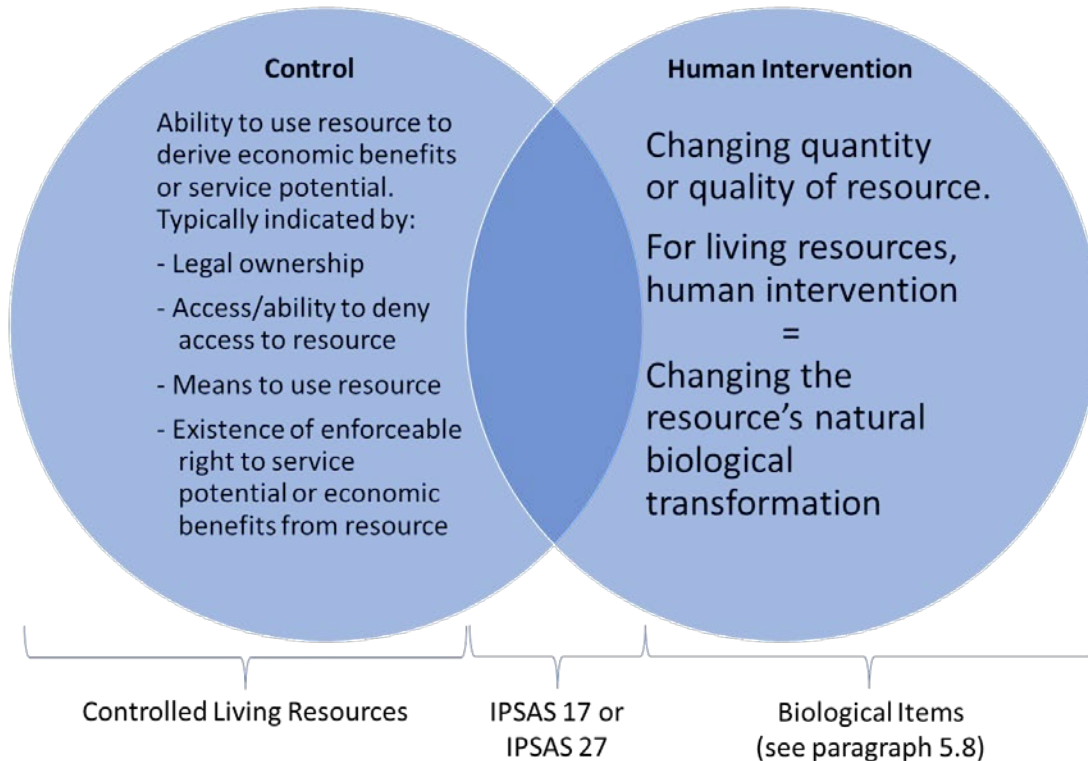 Control
Ability to use resource to
derive economic benefits
or service potential.
Typically indicated by:
- Legal ownership
- Access/ability to deny
access to resource
- Means to use resource
- Existence of enforceable
right to service
potential or economic
benefits from resource
Human Intervention
Changing quantity
or quality of resource.
For living resources,
human intervention
=
Changing the
resource’s natural
biological
transformation
Controlled Living Resources
IPSAS 17 or
IPSAS 27
Biological Items
(see paragraph 5.8)